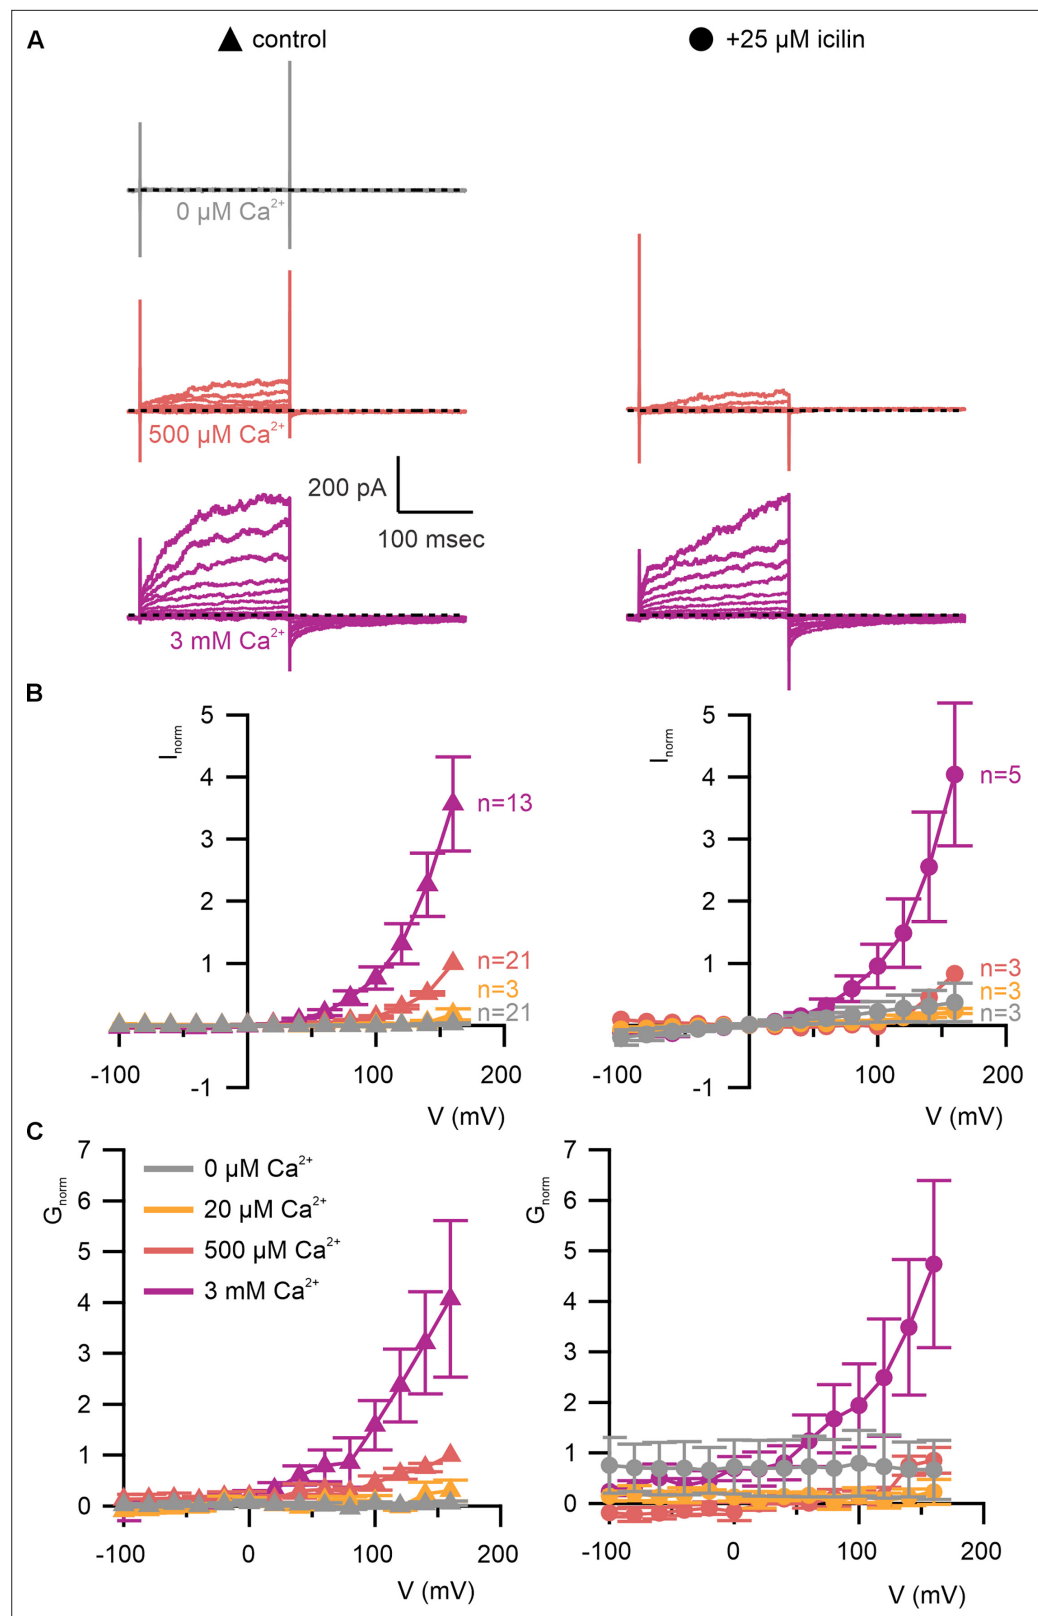 A
control
+25 µM icilin
0 µM Ca2+
500 µM Ca2+
200 pA
100 msec
3 mM Ca2+
B
Inorm
5
4
3
2
1
-1
-100
100
200
V (mV)
n=13
n=21
n=3
n=21
Inorm
5
4
3
2
1
-1
-100
100
200
V (mV)
n=5
n=3
n=3
n=3
C
Gnorm
7
6
5
4
3
2
1
0
-100
0
100
200
V (mV)
0 µM Ca2+
20 µM Ca2+
500 µM Ca2+
3 mM Ca2+
Gnorm
7
6
5
4
3
2
1
0
-100
0
100
200
V (mV)